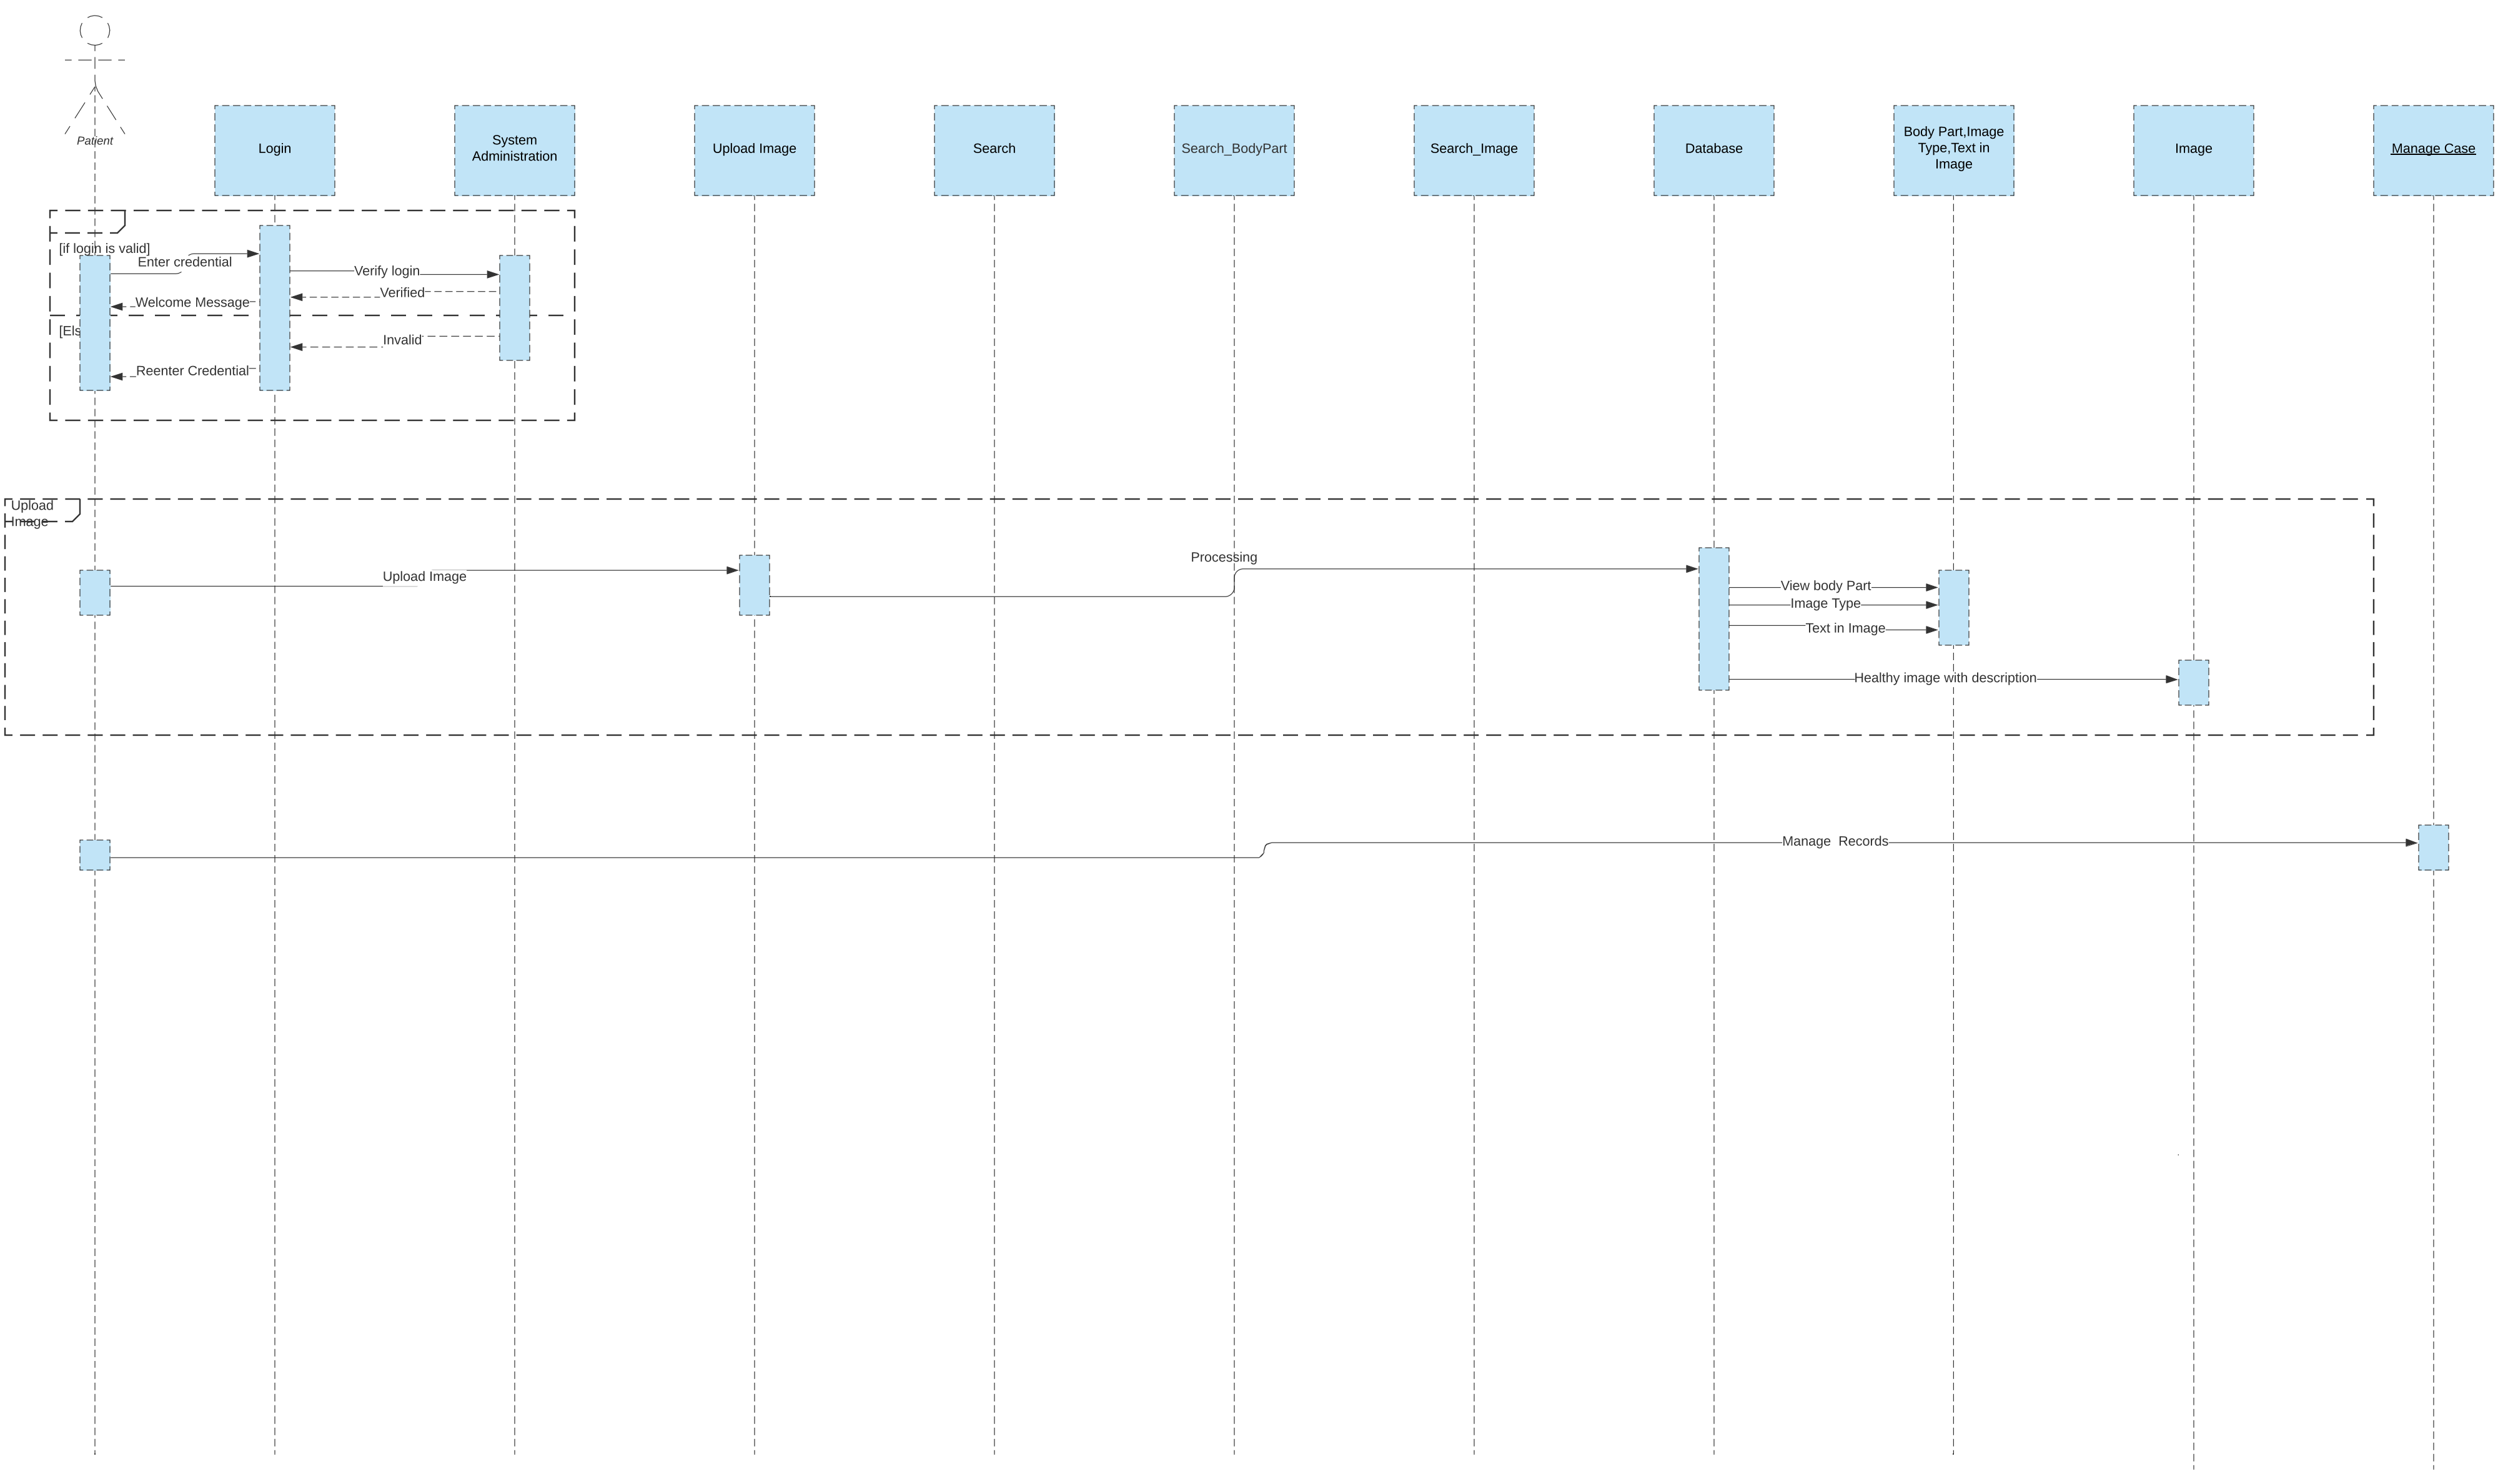 Patient
Login
System
Administration
Upload Image
Search
Search_BodyPart
Search_Image
Database
Body Part,Image
Type,Text in
Image
Image
Manage Case
[if login is valid]
Enter credential
Verify login
Verified
Welcome Message
[Els
Invalid
Reenter Credential
Upload
Image
Processing
Upload Image
View body Part
Image Type
Text in Image
Healthy image with description
Manage  Records